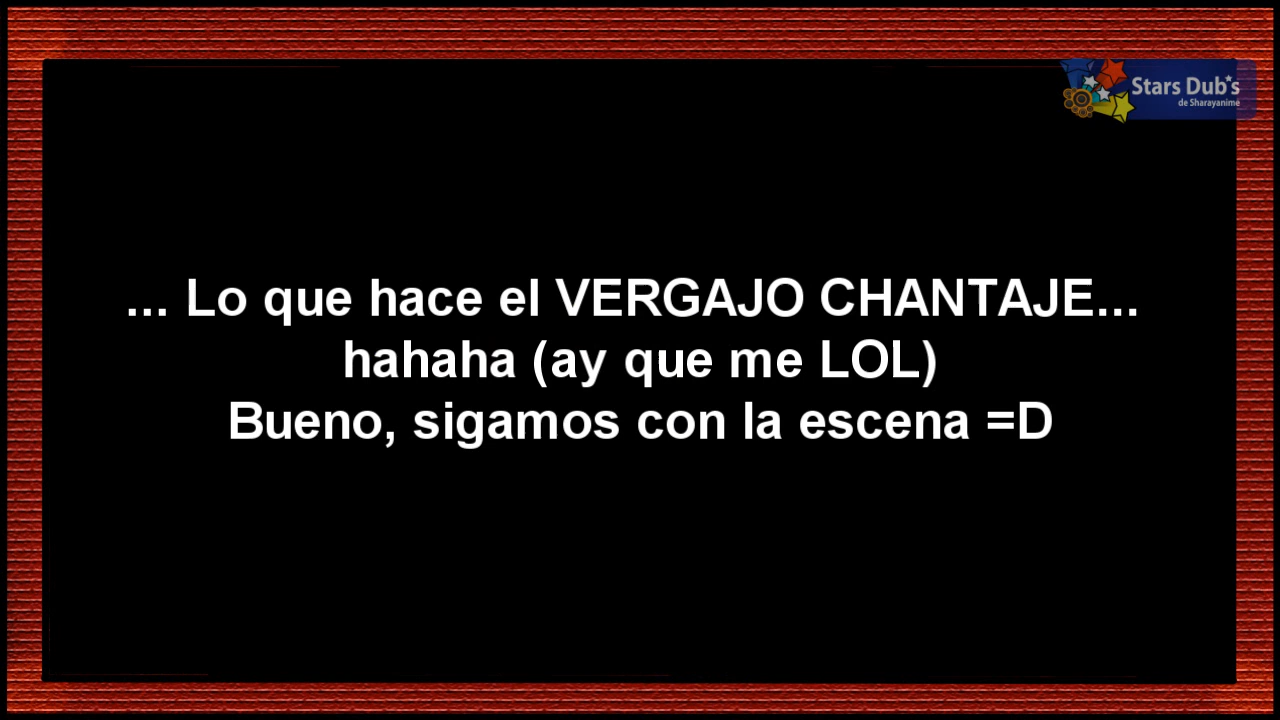 Stars Dub's
de Sharayanime
... Lo que hace el VERGAJO CHANTAJE...
hahaha (ay que me LOL)
Bueno, sigamos con la escena =D